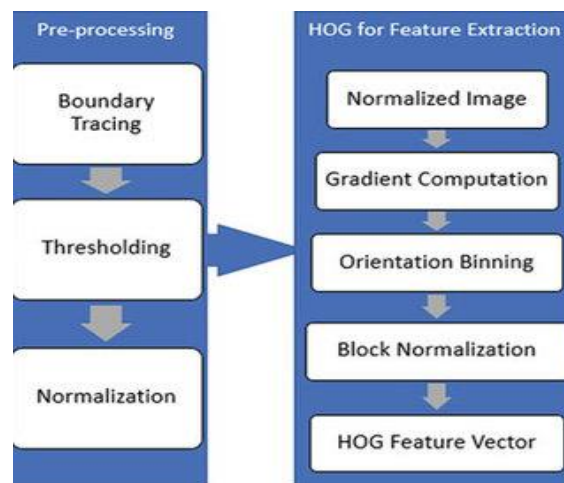 Pre-processing
Boundary
Tracing
Thresholding
Normalization
HOG for Feature Extraction
Normalized Image
Gradient Computation
Orientation Binning
Block Normalization
HOG Feature Vector